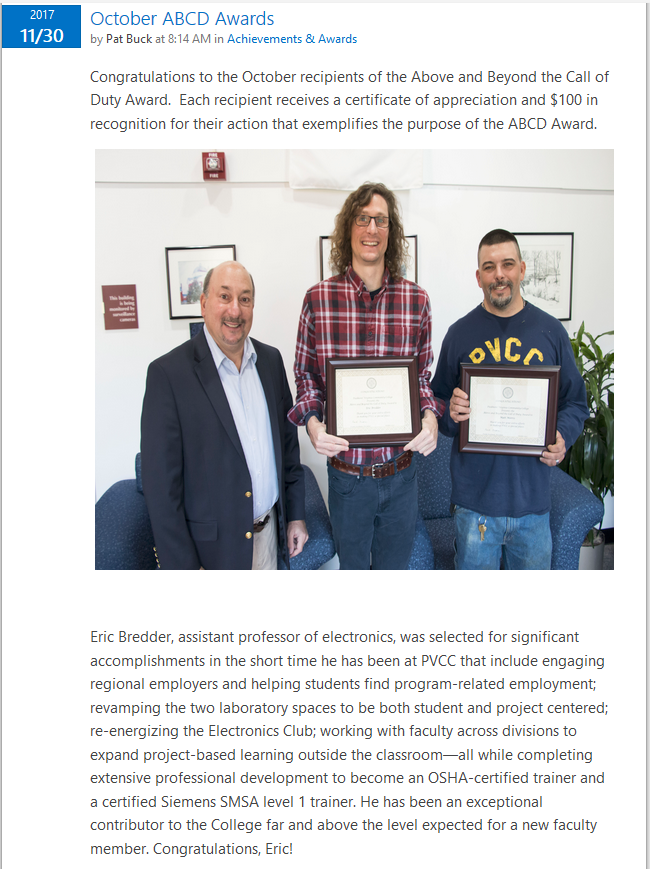 2017
11/30
October ABCD Awards
by Pat Buck at 8:14 AM in Achievements & Awards
Congratulations to the October recipients of the Above and Beyond the Call of
Duty Award.  Each recipient receives a certificate of appreciation and $100 in
recognition for their action that exemplifies the purpose of the ABCD Award.
FIRE
FIRE
This building
is being
monitored by
surveillance
cameras
PVCC
Eric Bredder, assistant professor of electronics, was selected for significant
accomplishments in the short time he has been at PVCC that include engaging
regional employers and helping students find program-related employment;
revamping the two laboratory spaces to be both student and project centered;
re-energizing the Electronics Club; working with faculty across divisions to
expand project-based learning outside the classroom—all while completing
extensive professional development to become an OSHA-certified trainer and
a certified Siemens SMSA level 1 trainer. He has been an exceptional
contributor to the College far and above the level expected for a new faculty
member. Congratulations, Eric!